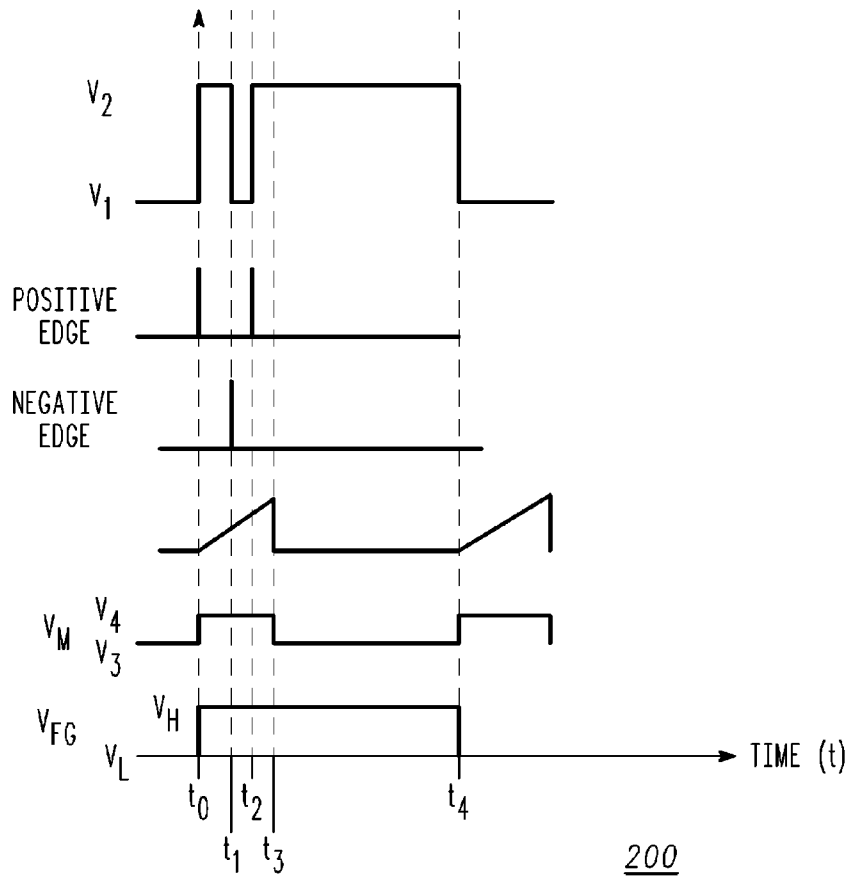 V2
V1
POSITIVE
EDGE
NEGATIVE
EDGE
VM V4
V3
VFG VH
VL
TIME (t)
t0 t2 t4
t1 t3
200